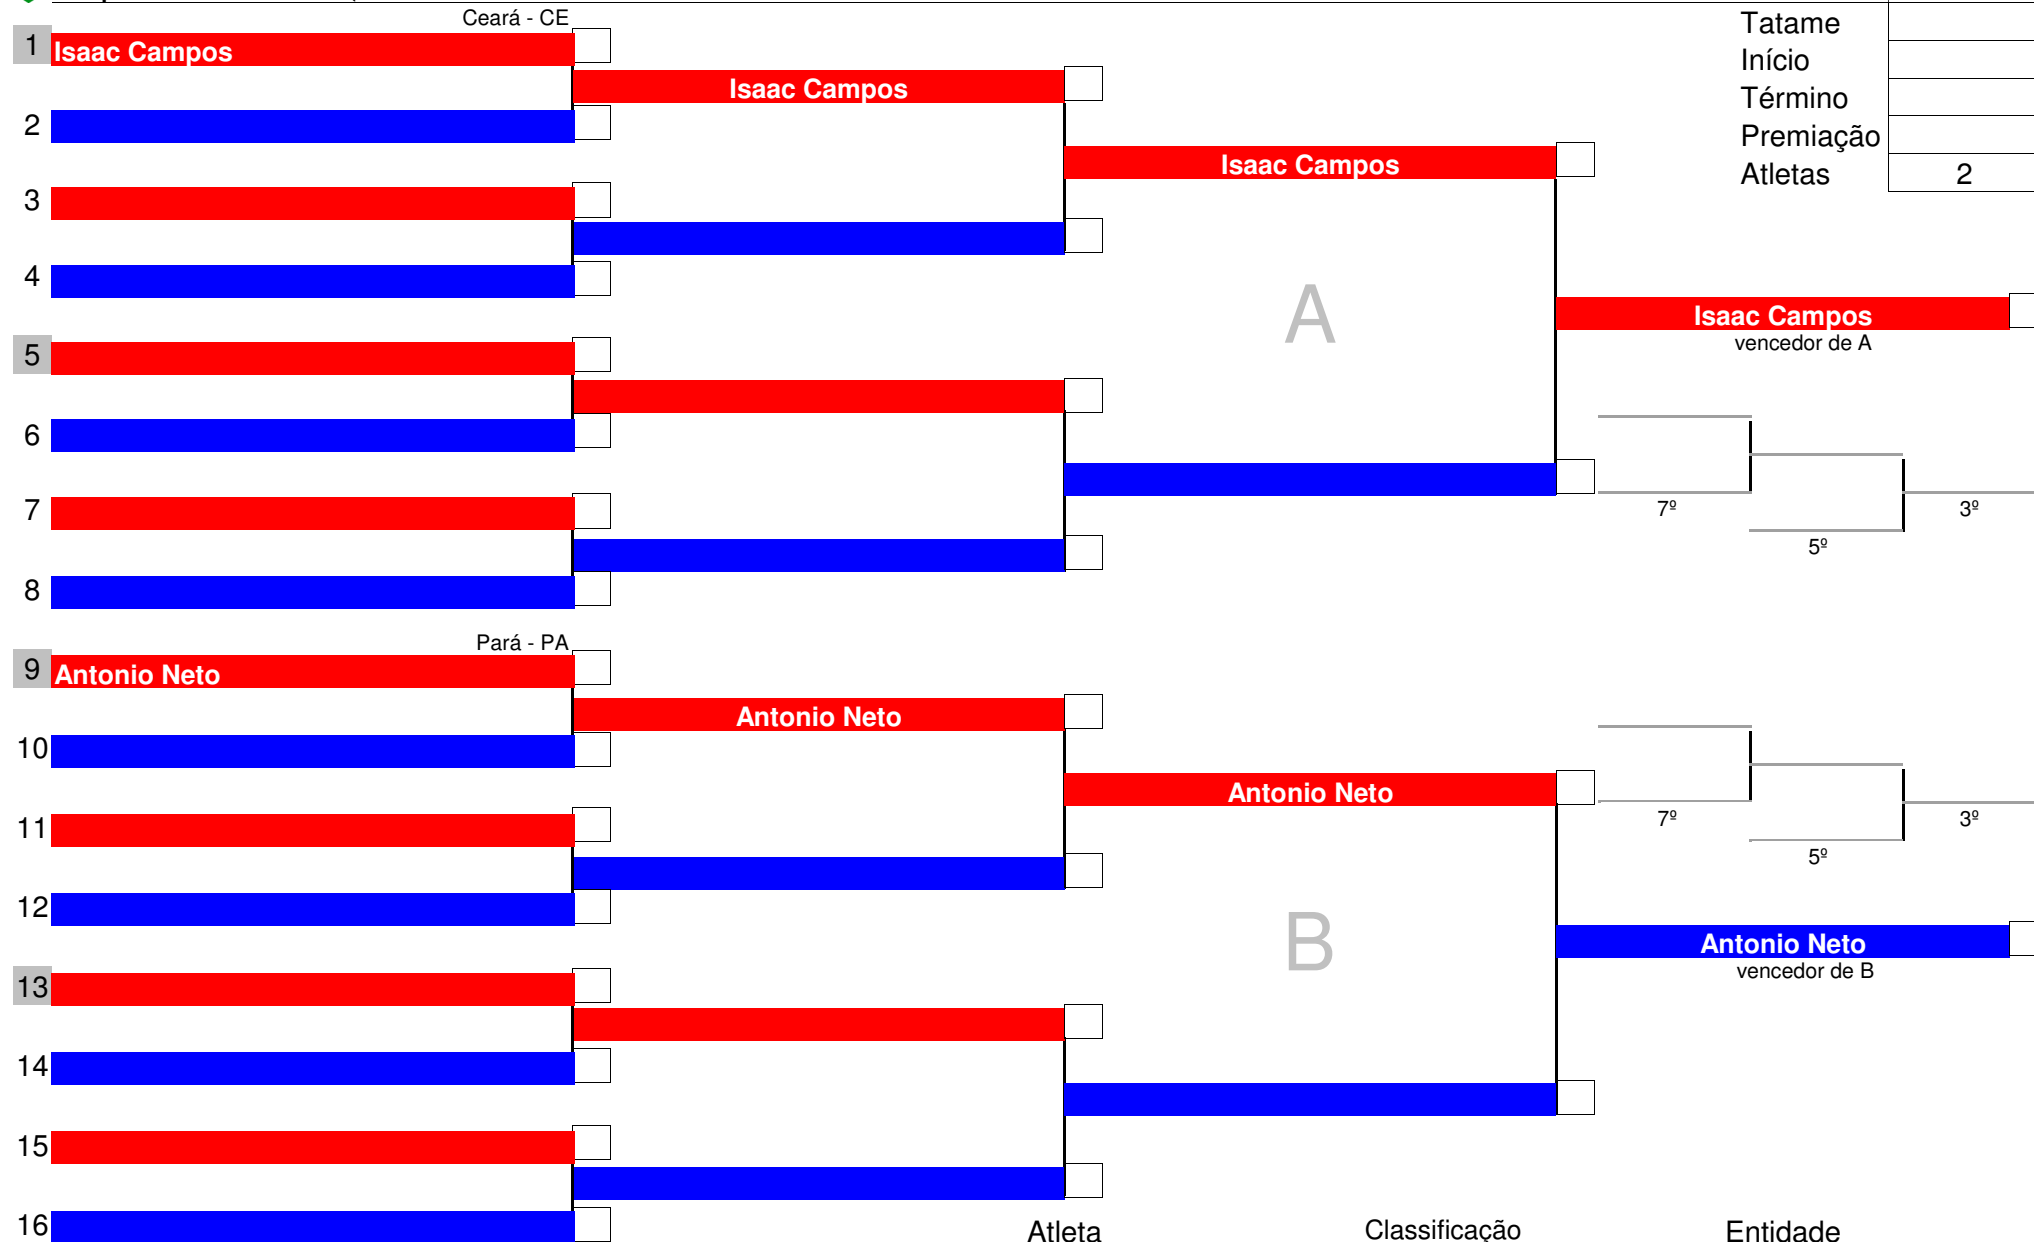 Ceará - CE
Tatame
1 Isaac Campos
Início
Isaac Campos
Término
2
Premiação
Isaac Campos
Atletas 2
3
4
A
Isaac Campos
vencedor de A
5
6
7
7º 3º
5º
8
Pará - PA
9 Antonio Neto
Antonio Neto
10
Antonio Neto
11
7º 3º
5º
12
B
Antonio Neto
vencedor de B
13
14
15
16
Atleta Classificação Entidade